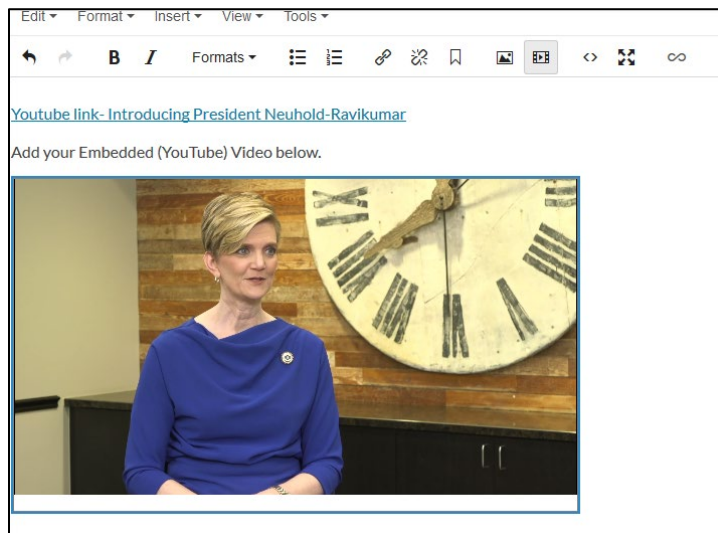 Edit Format Insert View Tools
B I Formats
Youtube link- Introducing President Neuhold-Ravikumar
Add your Embedded (YouTube) Video below.